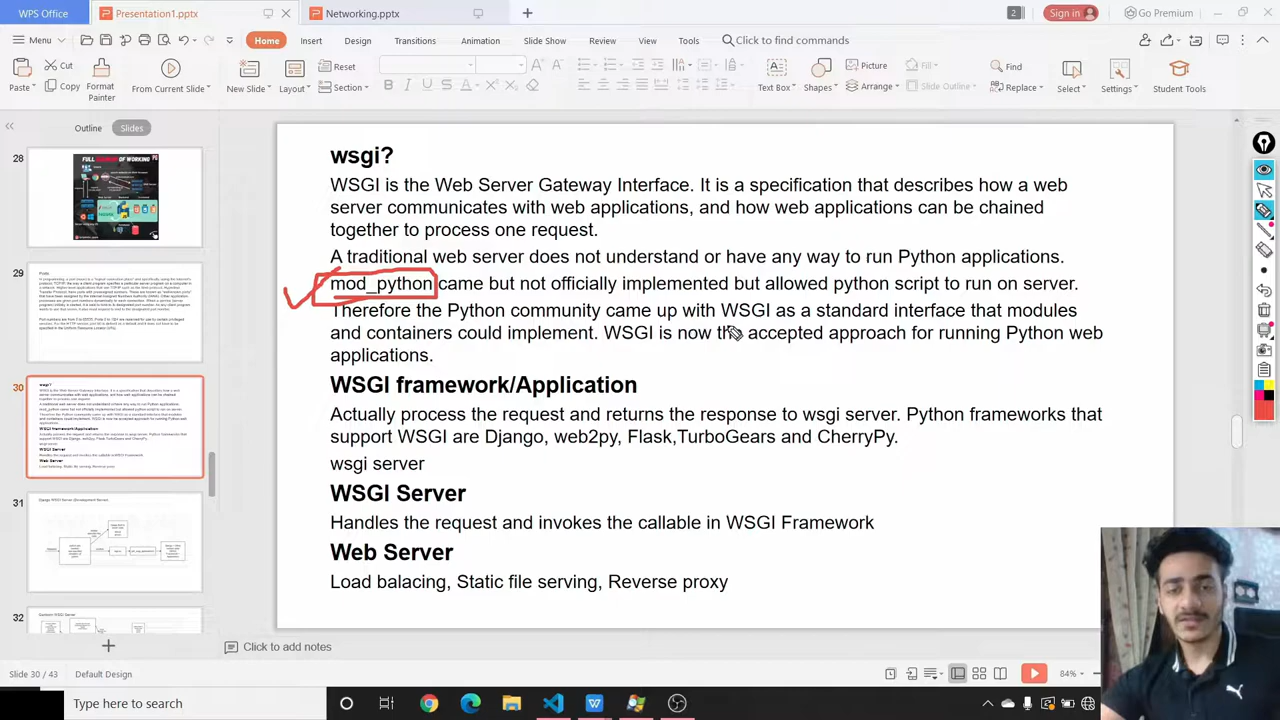 WPS Office
Presentation1.pptx
Networking.pptx
2
Sign in
Go Premium
Menu
Home
Insert
Design
Transitions
Animation
Slide Show
Review
View
Tools
Click to find commands
Paste
Cut
Copy
Format Painter
From Current Slide
New Slide
Layout
Reset
Section
Text Box
Shapes
Picture
Arrange
Fill
Slide Outline
Find
Replace
Select
Settings
Student Tools
Outline
Slides
28
29
30
31
32
wsgi?
WSGI is the Web Server Gateway Interface. It is a specification that describes how a web
server communicates with web applications, and how web applications can be chained
together to process one request.
A traditional web server does not understand or have any way to run Python applications.
mod_python came but not officially implemented but allowed python script to run on server.
Therefore the Python community came up with WSGI as a standard interface that modules
and containers could implement. WSGI is now the accepted approach for running Python web
applications.
WSGI framework/Application
Actually process the request and returns the response to wsgi server. Python frameworks that
support WSGI are Django, web2py, Flask,TurboGears and CherryPy.
wsgi server
WSGI Server
Handles the request and invokes the callable in WSGI Framework
Web Server
Load balacing, Static file serving, Reverse proxy
Click to add notes
Slide 30 / 43
Default Design
84%
Type here to search